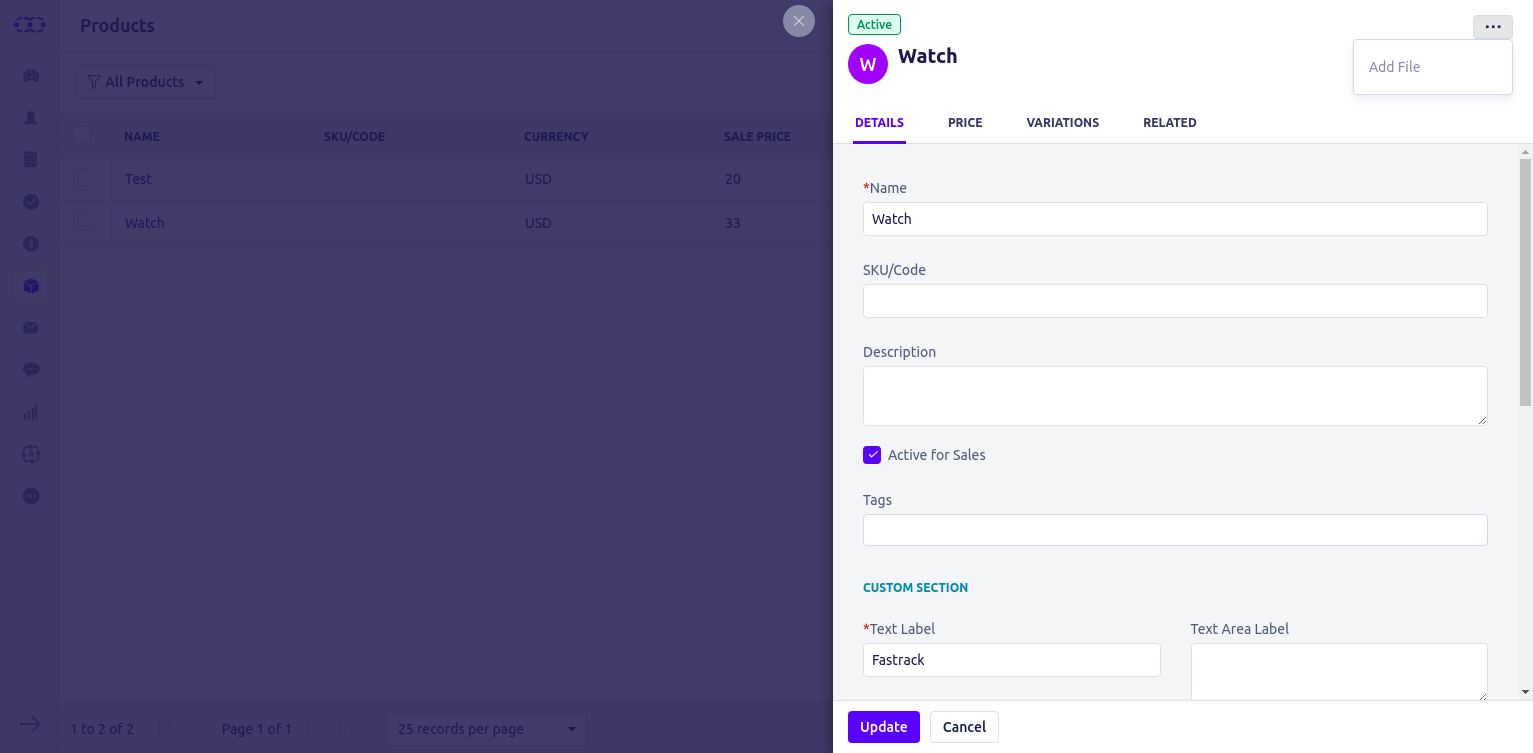 Products
All Products
NAME SKU/CODE CURRENCY SALE PRICE
Test USD 20
Watch USD 33
1 to 2 of 2 Page 1 of 1 25 records per page
Active
W Watch
Add File
DETAILS PRICE VARIATIONS RELATED
*Name
Watch
SKU/Code
Description
Active for Sales
Tags
CUSTOM SECTION
*Text Label Text Area Label
Fastrack
Update Cancel